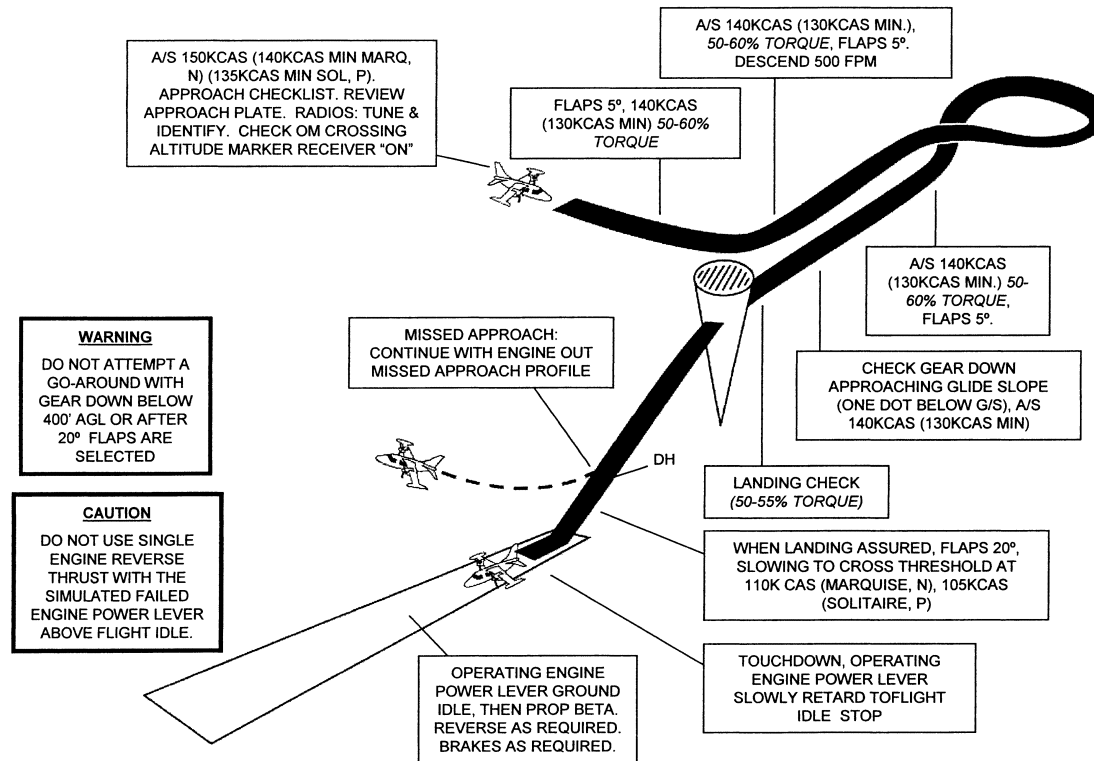 A/S 150KCAS (140KCAS MIN MARQ,
N) (135KCAS MIN SOL, P).
APPROACH CHECKLIST. REVIEW
APPROACH PLATE. RADIOS: TUNE &
IDENTIFY. CHECK OM CROSSING
ALTITUDE MARKER RECEIVER "ON"
FLAPS 5º, 140KCAS
(130KCAS MIN) 50-60%
TORQUE
A/S 140KCAS (130KCAS MIN.),
50-60% TORQUE, FLAPS 5º.
DESCEND 500 FPM
A/S 140KCAS
(130KCAS MIN.) 50-
60% TORQUE,
FLAPS 5º.
CHECK GEAR DOWN
APPROACHING GLIDE SLOPE
(ONE DOT BELOW G/S), A/S
140KCAS (130KCAS MIN)
LANDING CHECK
(50-55% TORQUE)
MISSED APPROACH:
CONTINUE WITH ENGINE OUT
MISSED APPROACH PROFILE
DH
WARNING
DO NOT ATTEMPT A
GO-AROUND WITH
GEAR DOWN BELOW
400' AGL OR AFTER
20º FLAPS ARE
SELECTED
CAUTION
DO NOT USE SINGLE
ENGINE REVERSE
THRUST WITH THE
SIMULATED FAILED
ENGINE POWER LEVER
ABOVE FLIGHT IDLE.
WHEN LANDING ASSURED, FLAPS 20º,
SLOWING TO CROSS THRESHOLD AT
110K CAS (MARQUISE, N), 105KCAS
(SOLITAIRE, P)
TOUCHDOWN, OPERATING
ENGINE POWER LEVER
SLOWLY RETARD TOFLIGHT
IDLE STOP
OPERATING ENGINE
POWER LEVER GROUND
IDLE, THEN PROP BETA.
REVERSE AS REQUIRED.
BRAKES AS REQUIRED.